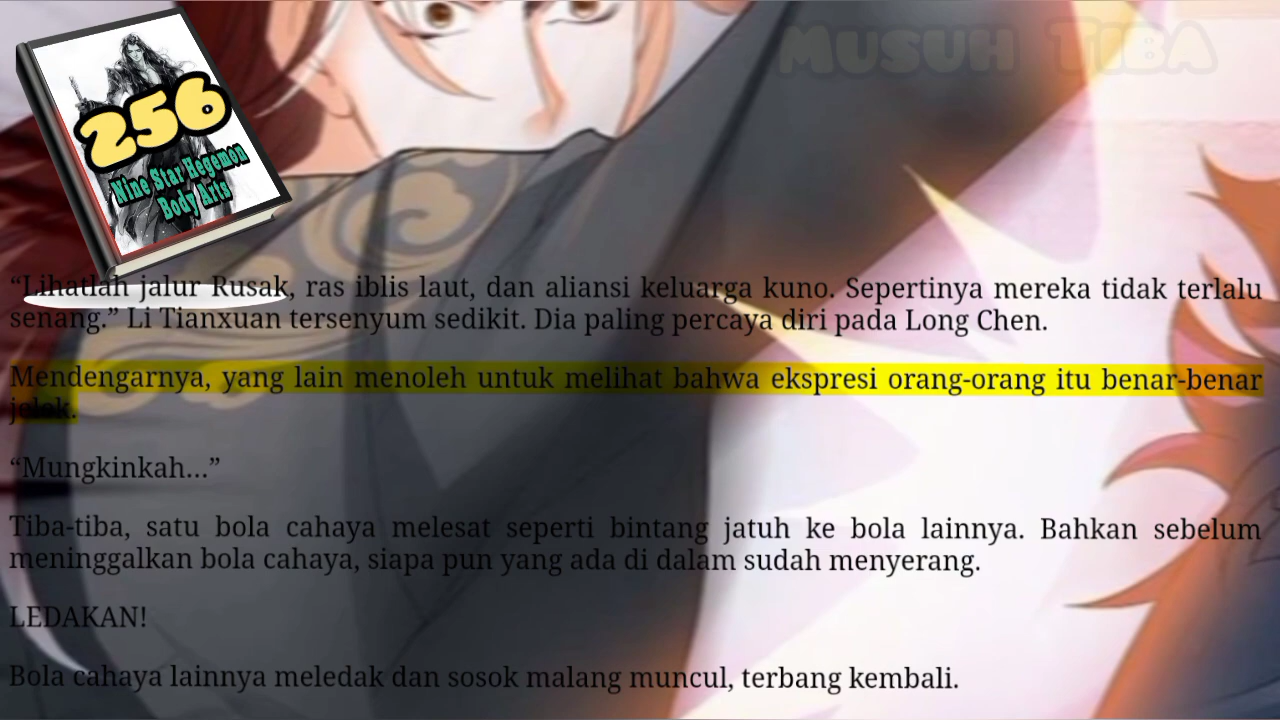 MUSUH TIBA
256
Nine Star Hegemon
Body Arts
“Lihatlah jalur Rusak, ras iblis laut, dan aliansi keluarga kuno. Sepertinya mereka tidak terlalu
senang.” Li Tianxuan tersenyum sedikit. Dia paling percaya diri pada Long Chen.
Mendengarnya, yang lain menoleh untuk melihat bahwa ekspresi orang-orang itu benar-benar
jelek.
“Mungkinkah...”
Tiba-tiba, satu bola cahaya melesat seperti bintang jatuh ke bola lainnya. Bahkan sebelum
meninggalkan bola cahaya, siapa pun yang ada di dalam sudah menyerang.
LEDAKAN!
Bola cahaya lainnya meledak dan sosok malang muncul, terbang kembali.